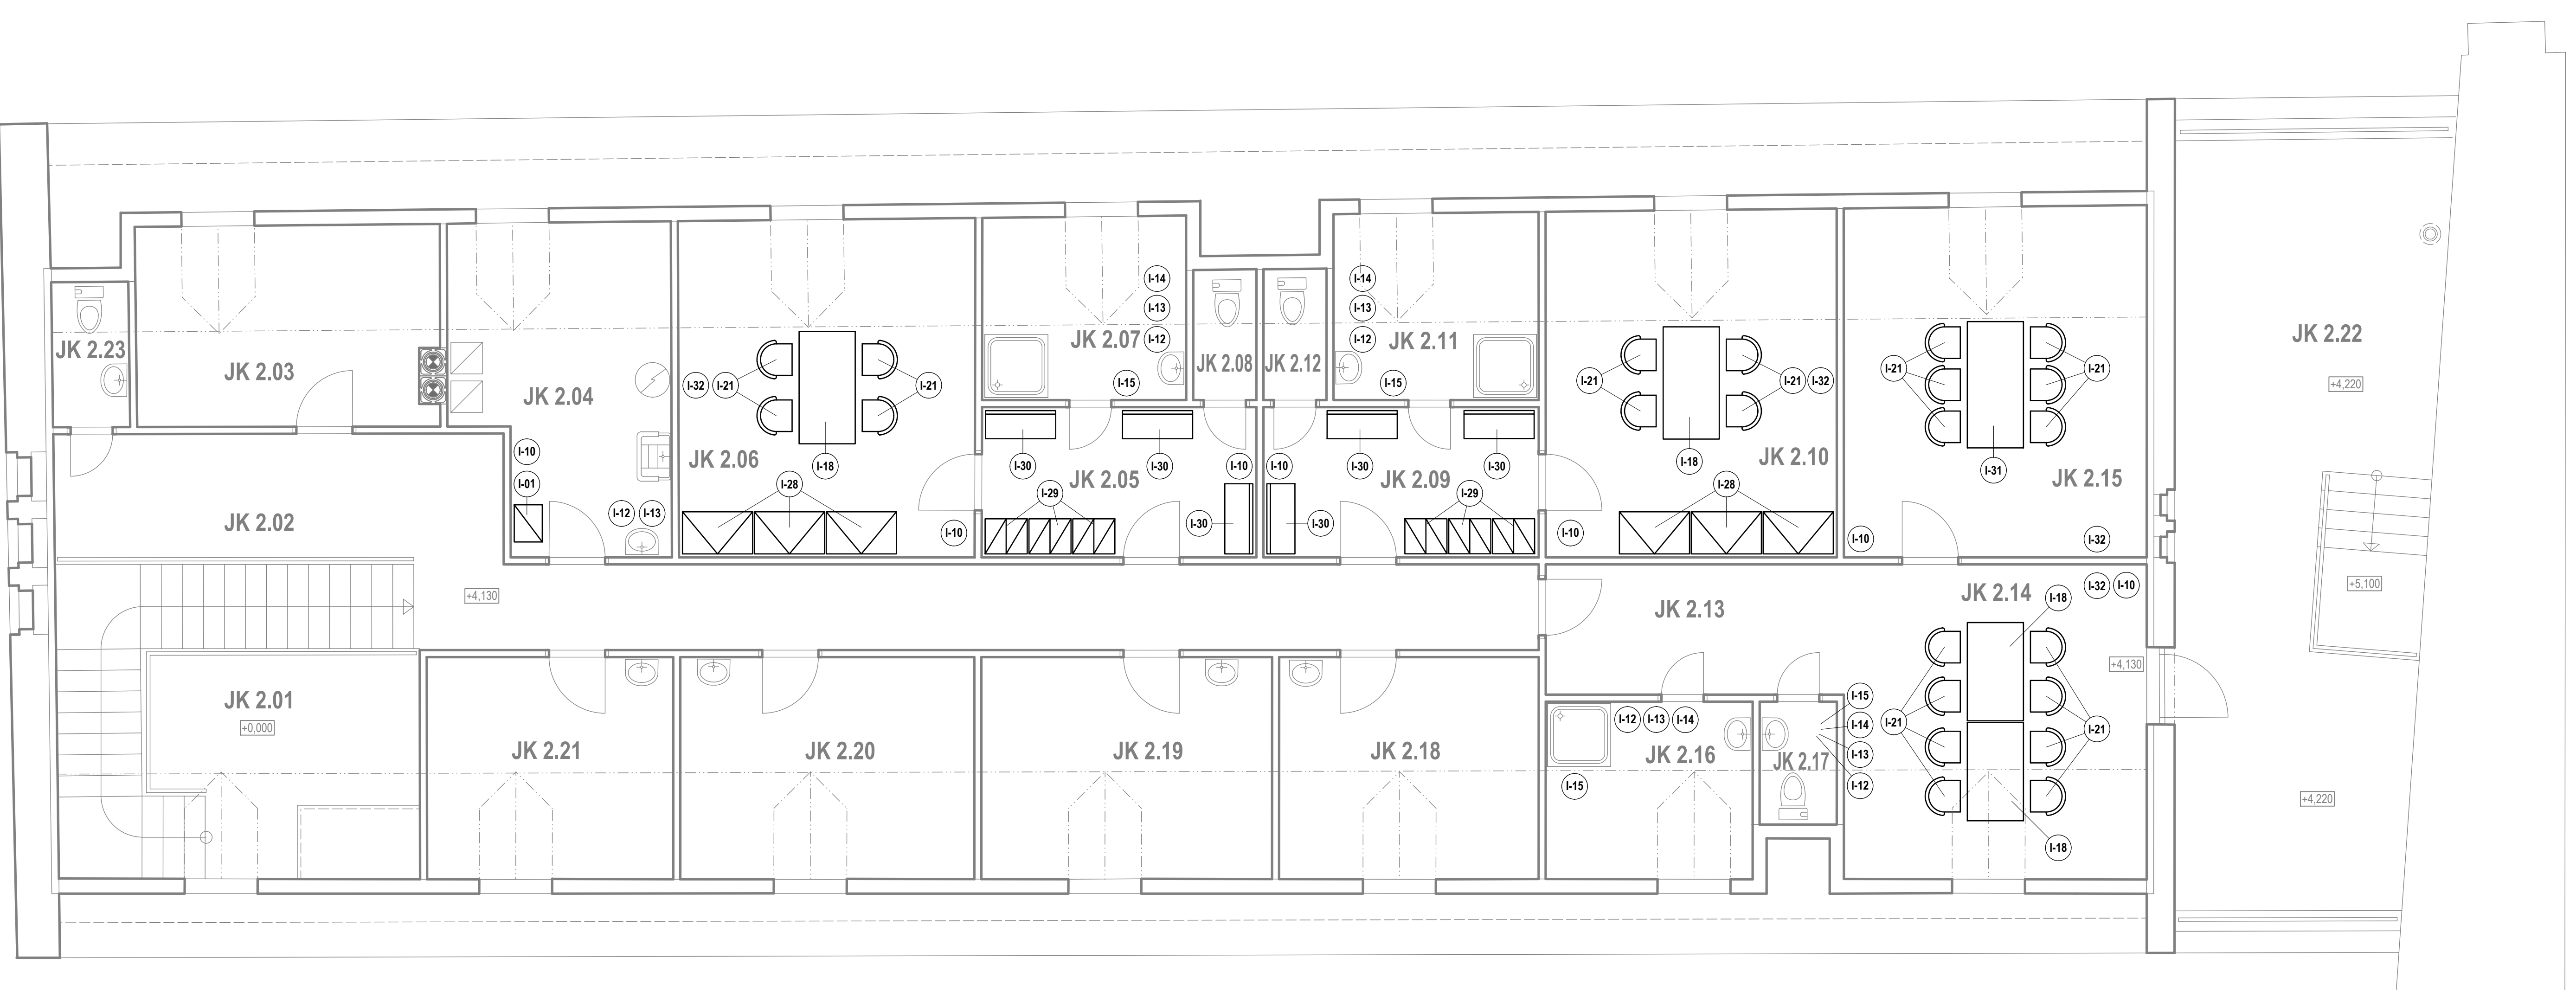 JK 2.23
JK 2.03
JK 2.04
I-10
I-01
I-12 I-13
I-32 I-21
I-21
I-18
JK 2.06
I-28
I-10
I-14
I-13
JK 2.07 I-12
I-15
JK 2.08
I-30
I-30
I-10
JK 2.05
I-29
I-30
JK 2.12
I-14
I-13
I-12 JK 2.11
I-15
I-10
I-30
I-30
JK 2.09
I-29
I-30
I-21
I-21 I-32
I-18
JK 2.10
I-28
I-10
I-21
I-21
I-31
JK 2.15
I-10
I-32
JK 2.22
+4,220
+5,100
+4,220
JK 2.02
+4,130
JK 2.01
+0,000
JK 2.21
JK 2.20
JK 2.19
JK 2.18
JK 2.13
JK 2.14
I-32 I-10
I-18
+4,130
I-21
I-21
I-18
I-12 I-13 I-14
JK 2.16
I-15
JK 2.17
I-15
I-14
I-13
I-12